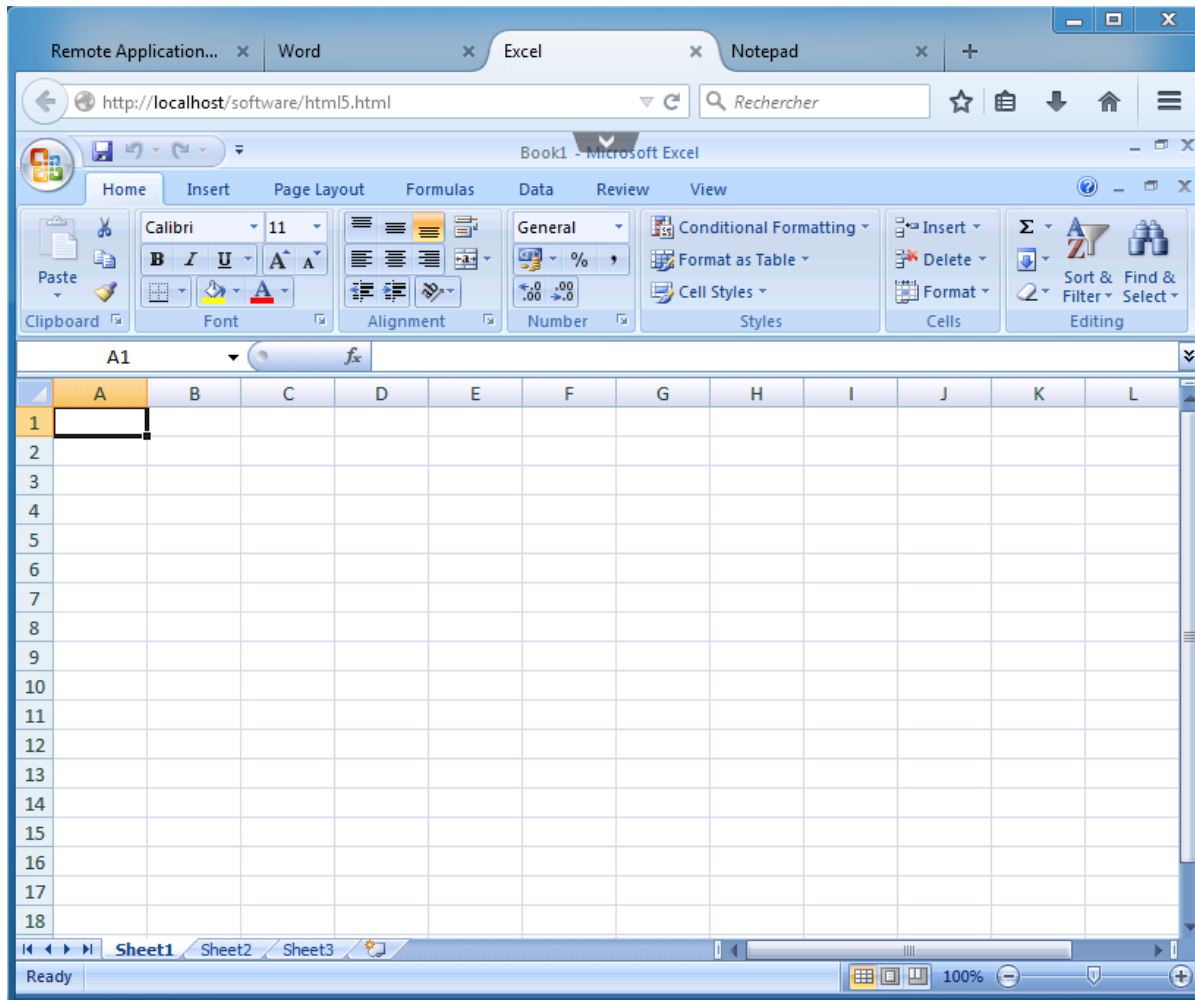 Remote Application... Word Excel Notepad
http://localhost/software/html5.html Rechercher
Book1 - Microsoft Excel
Home Insert Page Layout Formulas Data Review View
Calibri 11 General Conditional Formatting Insert Σ
B I U A A % , Format as Table Delete
Paste Sort & Find &
A .00 .0 Cell Styles Format Filter Select
Clipboard Font Alignment Number Styles Cells Editing
A1 fx
A B C D E F G H I J K L
1
2
3
4
5
6
7
8
9
10
11
12
13
14
15
16
17
18
Sheet1 Sheet2 Sheet3
Ready 100%